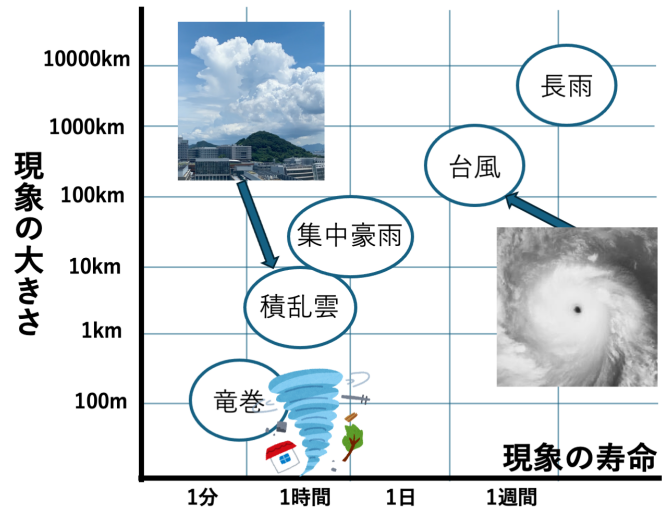 10000km
1000km
100km
10km
1km
100m
現象の大きさ
長雨
台風
集中豪雨
積乱雲
竜巻
現象の寿命
1分
1時間
1日
1週間